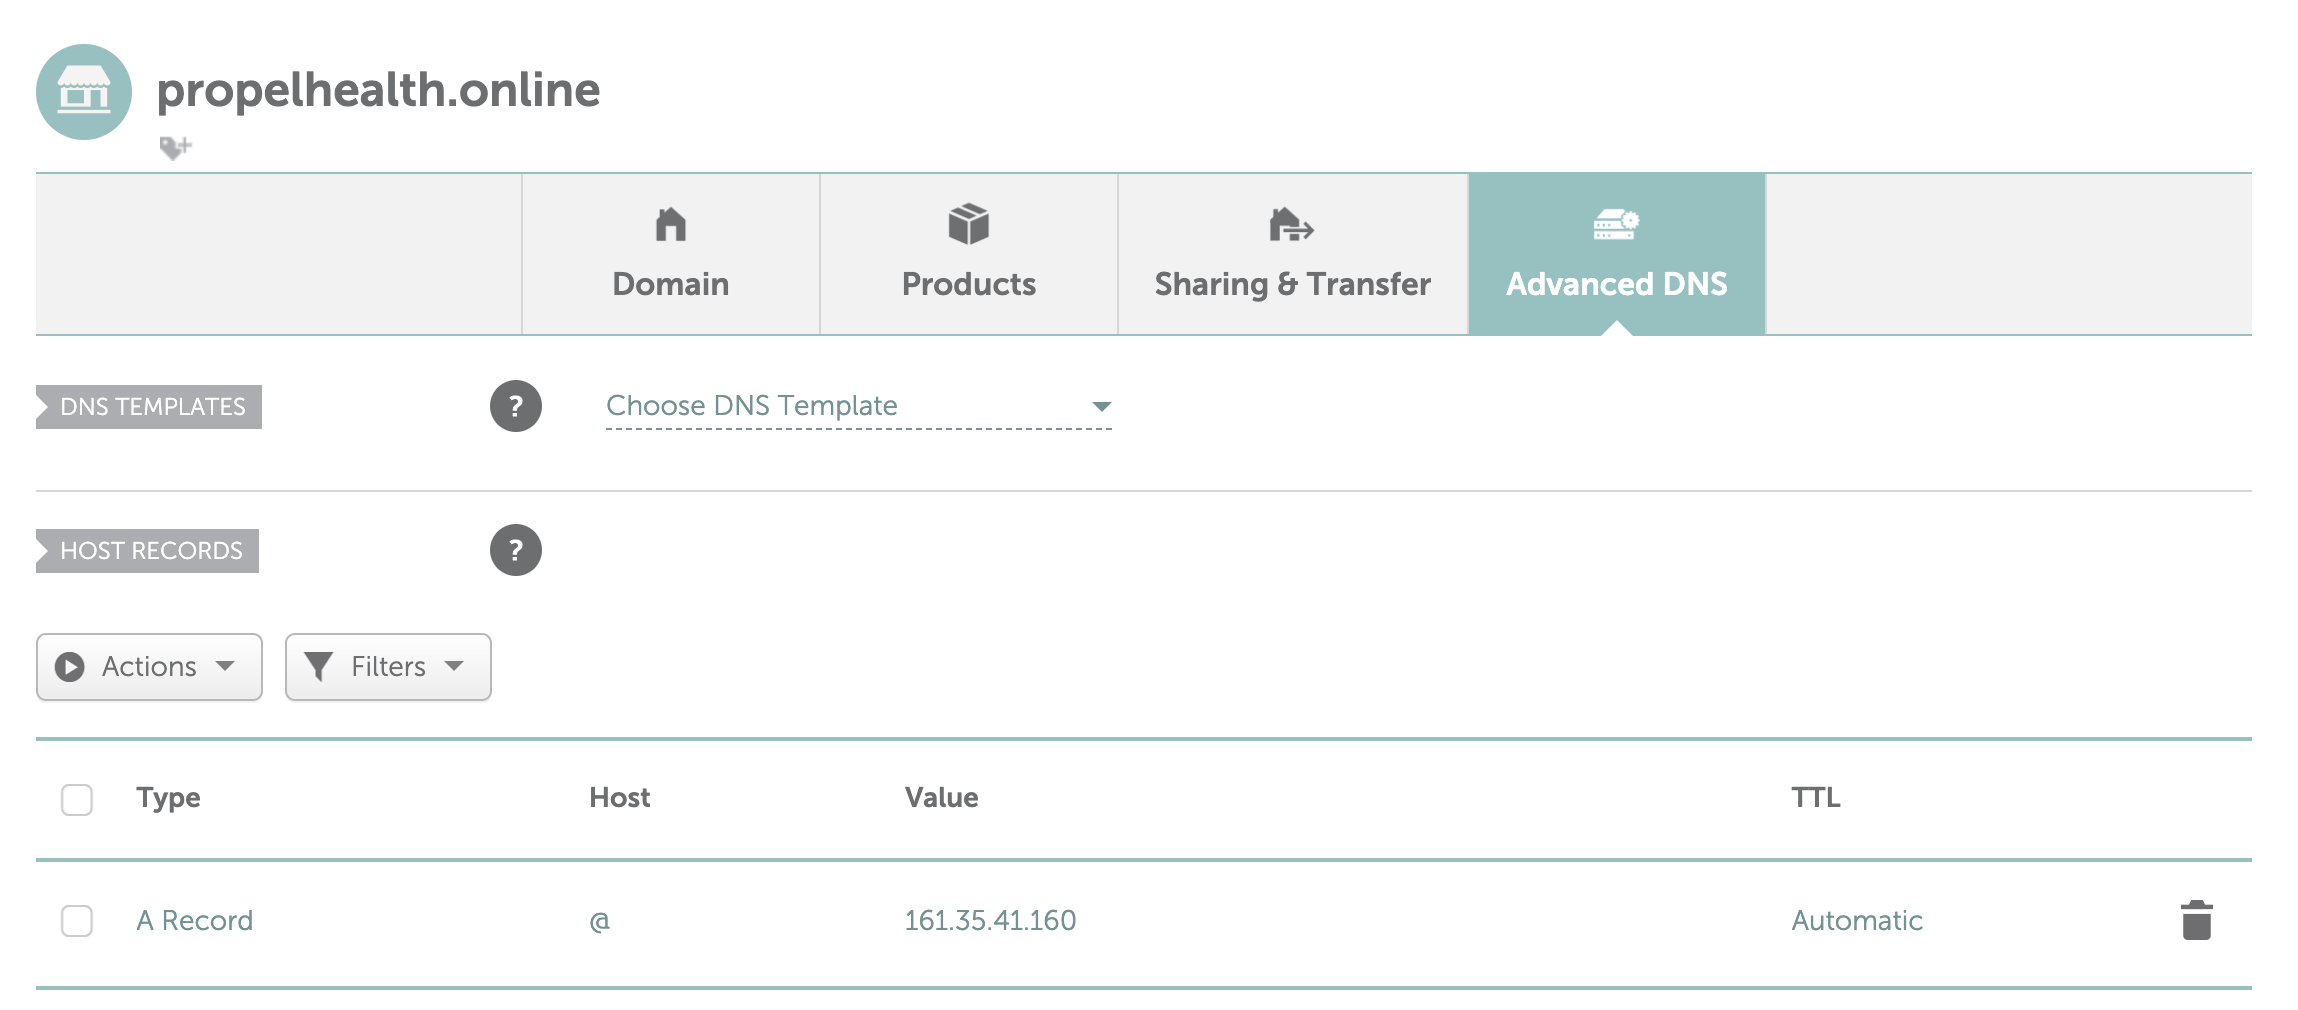 propelhealth.online
Domain
Products
Sharing & Transfer
Advanced DNS
DNS TEMPLATES
?
Choose DNS Template
HOST RECORDS
?
Actions
Filters
Type Host Value TTL
A Record @ 161.35.41.160 Automatic